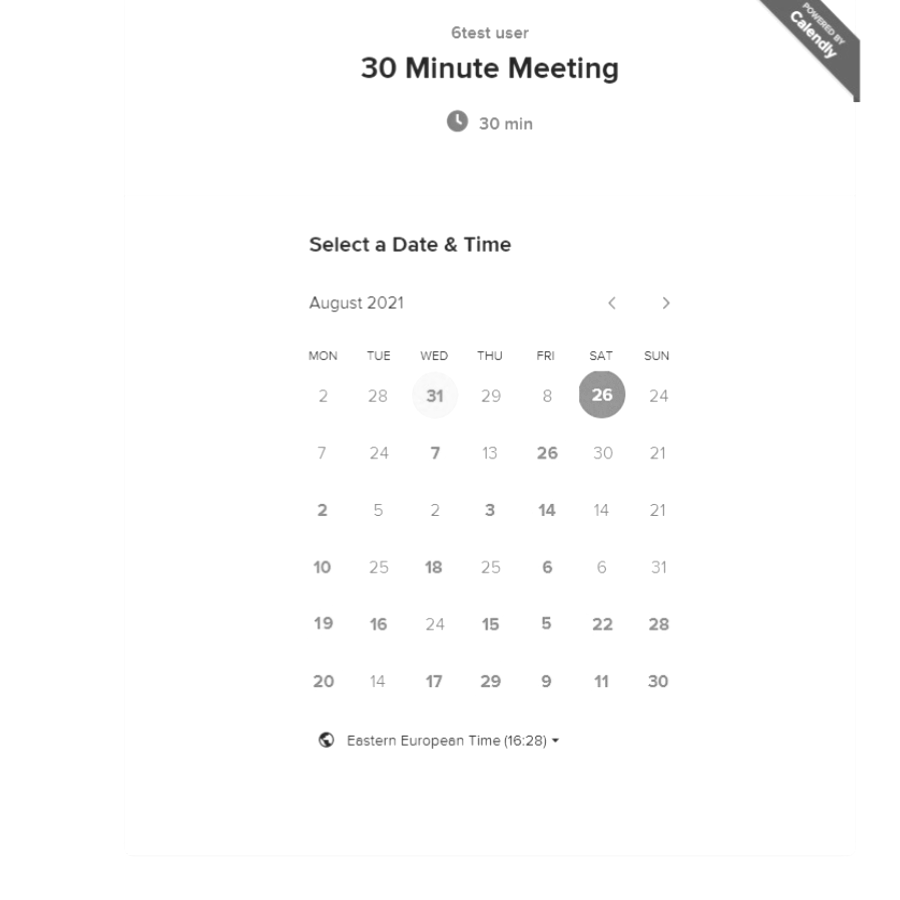 POWERED BY
Calendly
6test user
30 Minute Meeting
30 min
Select a Date & Time
August 2021
MON TUE WED THU FRI SAT SUN
2 28 31 29 8 26 24
7 24 7 13 26 30 21
2 5 2 3 14 14 21
10 25 18 25 6 6 31
19 16 24 15 5 22 28
20 14 17 29 9 11 30
Eastern European Time (16:28)